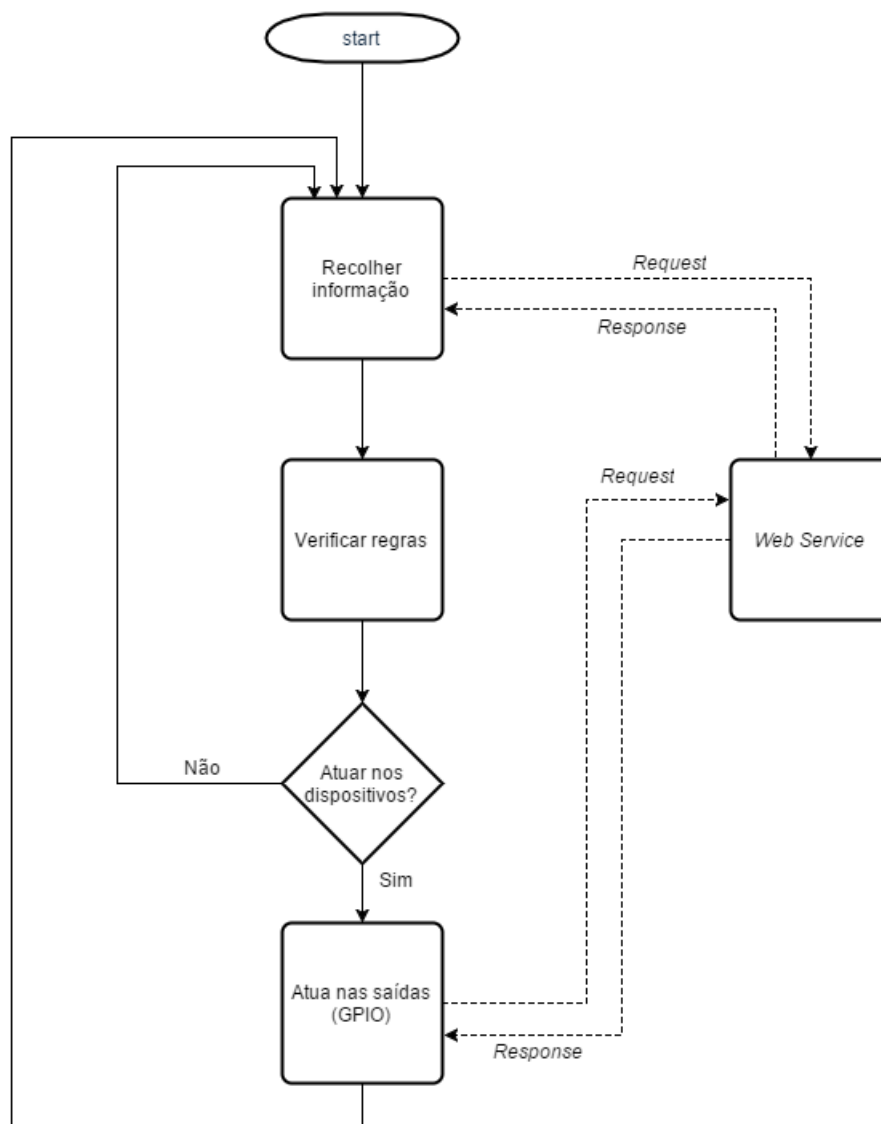 start
Recolher
informação
Request
Response
Verificar regras
Request
Web Service
Não
Atuar nos
dispositivos?
Sim
Atua nas saídas
(GPIO)
Response